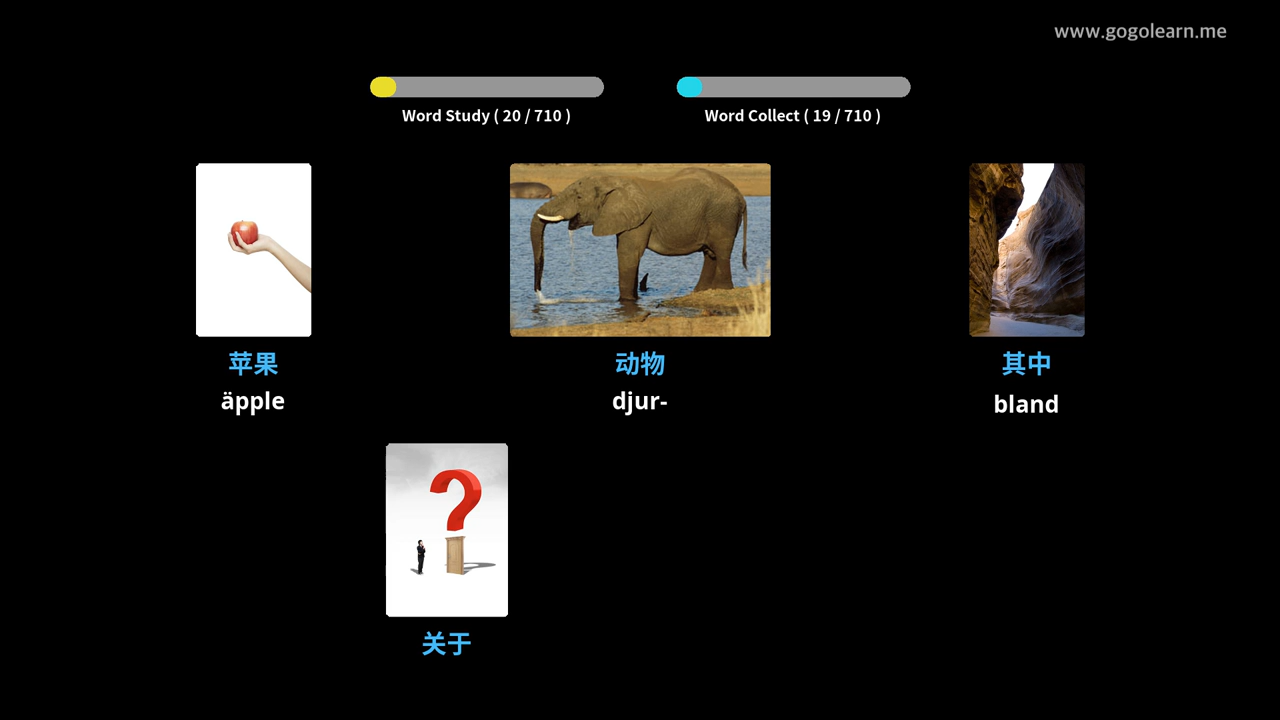 www.gogolearn.me
Word Study ( 20 / 710 )
Word Collect ( 19 / 710 )
苹果
动物
其中
äpple
djur-
bland
关于